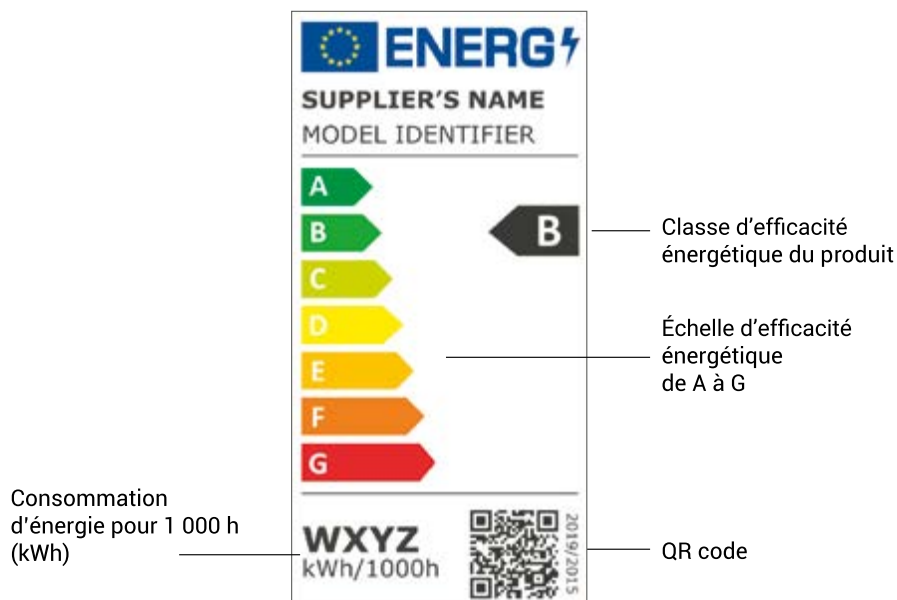 ENERG
SUPPLIER'S NAME
MODEL IDENTIFIER
A
B
B
Classe d'efficacité
énergétique du produit
C
D
Échelle d'efficacité
énergétique
de A à G
E
F
G
Consommation
d'énergie pour 1 000 h
(kWh)
WXYZ
kWh/1000h
2019/2015
QR code